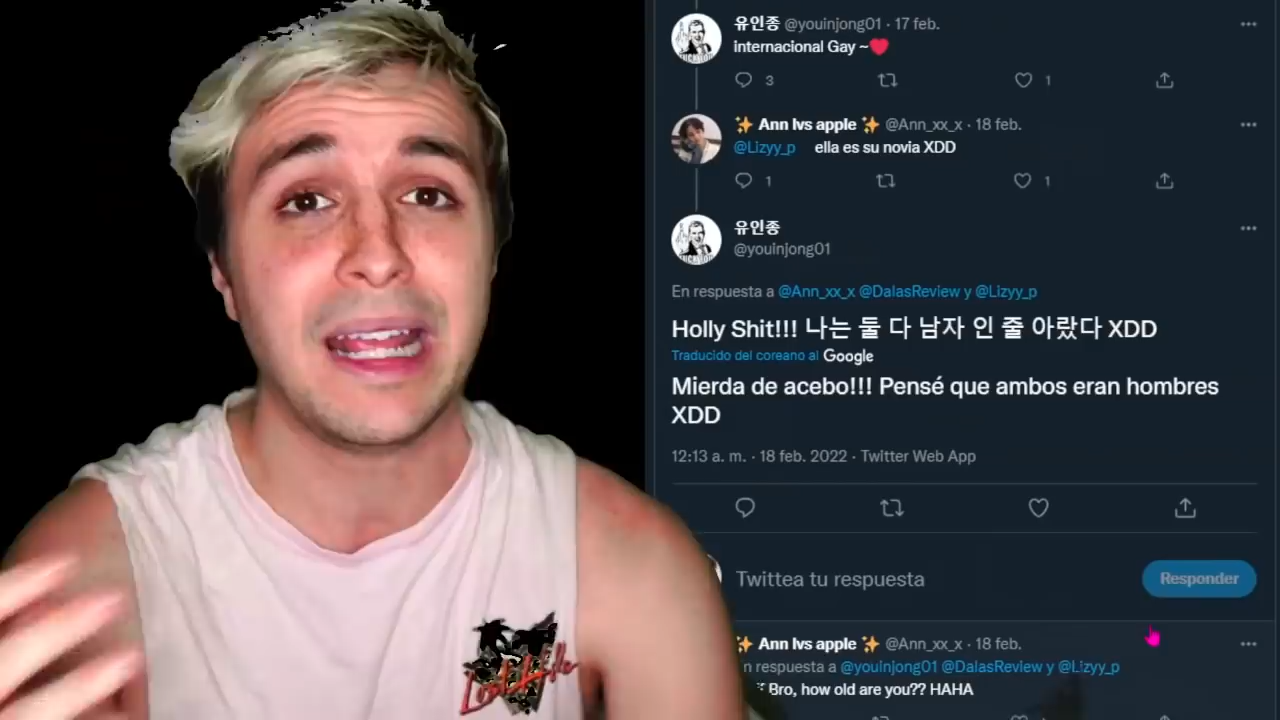 유인종 @youinjong01 · 17 feb.
internacional Gay ~❤️
3 1
✨ Ann lvs apple ✨ @Ann_xx_x · 18 feb.
@Lizyy_p ella es su novia XDD
1 1
유인종
@youinjong01
En respuesta a @Ann_xx_x @DalasReview y @Lizyy_p
Holly Shit!!! 나는 둘 다 남자 인 줄 아랐다 XDD
Traducido del coreano al Google
Mierda de acebo!!! Pensé que ambos eran hombres
XDD
12:13 a. m. · 18 feb. 2022 · Twitter Web App
Twittea tu respuesta
Responder
✨ Ann lvs apple ✨ @Ann_xx_x · 18 feb.
n respuesta a @youinjong01 @DalasReview y @Lizyy_p
Bro, how old are you?? HAHA
Lost Life